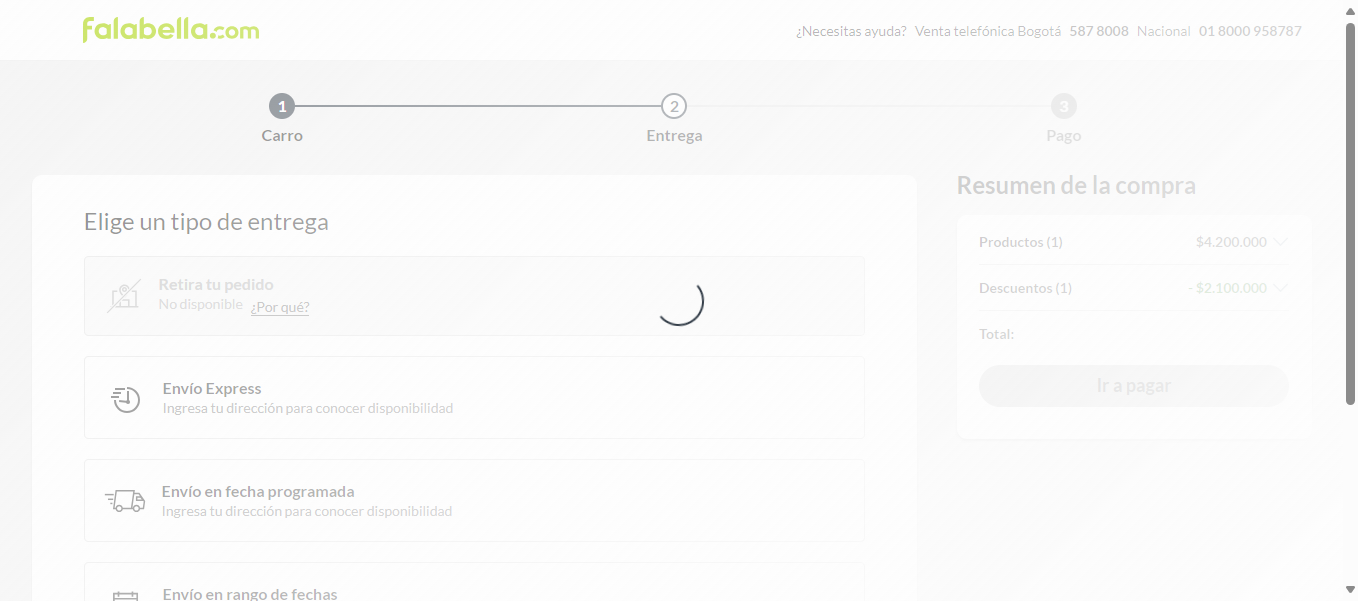 falabella.com
¿Necesitas ayuda? Venta telefónica Bogotá 587 8008 Nacional 01 8000 958787
1 2 3
Carro Entrega Pago
Elige un tipo de entrega
Retira tu pedido
No disponible ¿Por qué?
Envío Express
Ingresa tu dirección para conocer disponibilidad
Envío en fecha programada
Ingresa tu dirección para conocer disponibilidad
Envío en rango de fechas
Resumen de la compra
Productos (1) $4.200.000
Descuentos (1) - $2.100.000
Total:
Ir a pagar